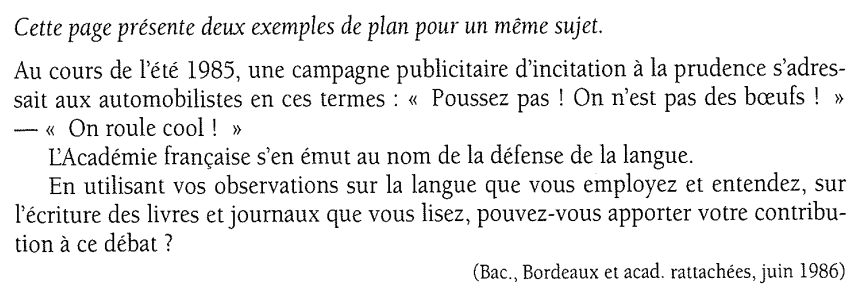 Cette page présente deux exemples de plan pour un même sujet.
Au cours de l'été 1985, une campagne publicitaire d'incitation à la prudence s'adres-
sait aux automobilistes en ces termes : « Poussez pas ! On n'est pas des bœufs ! »
— « On roule cool ! »
L'Académie française s'en émut au nom de la défense de la langue.
En utilisant vos observations sur la langue que vous employez et entendez, sur
l'écriture des livres et journaux que vous lisez, pouvez-vous apporter votre contribu-
tion à ce débat ?
(Bac., Bordeaux et acad. rattachées, juin 1986)